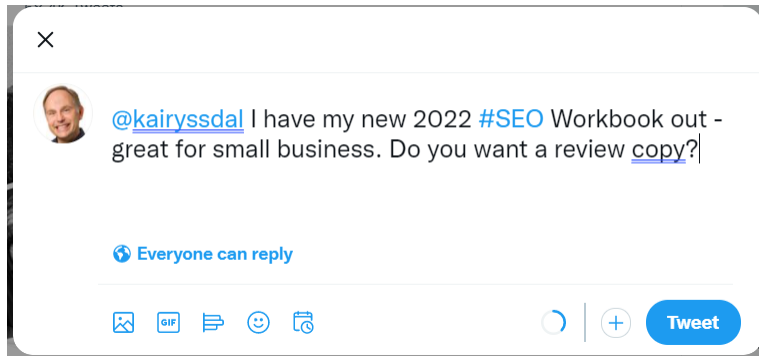 @kairyssdal I have my new 2022 #SEO Workbook out -
great for small business. Do you want a review copy?
Everyone can reply
GIF
Tweet